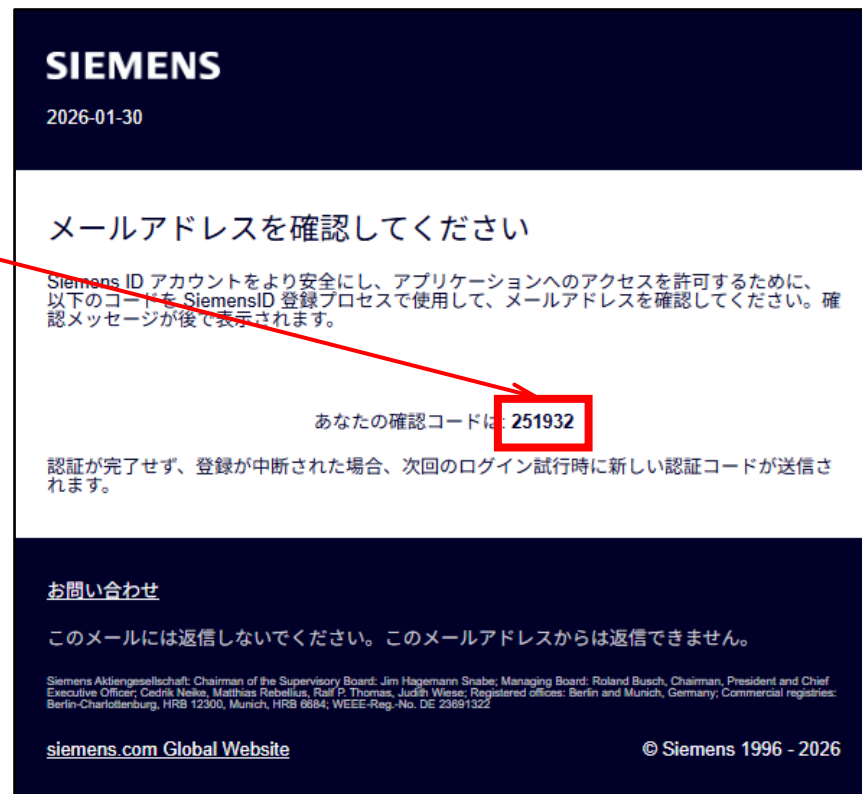 SIEMENS
2026-01-30
メールアドレスを確認してください
Siemens ID アカウントをより安全にし、アプリケーションへのアクセスを許可するために、
以下のコードを SiemensID 登録プロセスで使用して、メールアドレスを確認してください。確
認メッセージが後で表示されます。
あなたの確認コードは: 251932
認証が完了せず、登録が中断された場合、次回のログイン試行時に新しい認証コードが送信さ
れます。
お問い合わせ
このメールには返信しないでください。このメールアドレスからは返信できません。
Siemens Aktiengesellschaft: Chairman of the Supervisory Board: Jim Hagemann Snabe; Managing Board: Roland Busch, Chairman, President and Chief
Executive Officer; Cedrik Neike, Matthias Rebellius, Ralf P. Thomas, Judith Wiese; Registered offices: Berlin and Munich, Germany; Commercial registries:
Berlin-Charlottenburg, HRB 12300, Munich, HRB 6684; WEEE-Reg.-No. DE 23691322
siemens.com Global Website
© Siemens 1996 - 2026